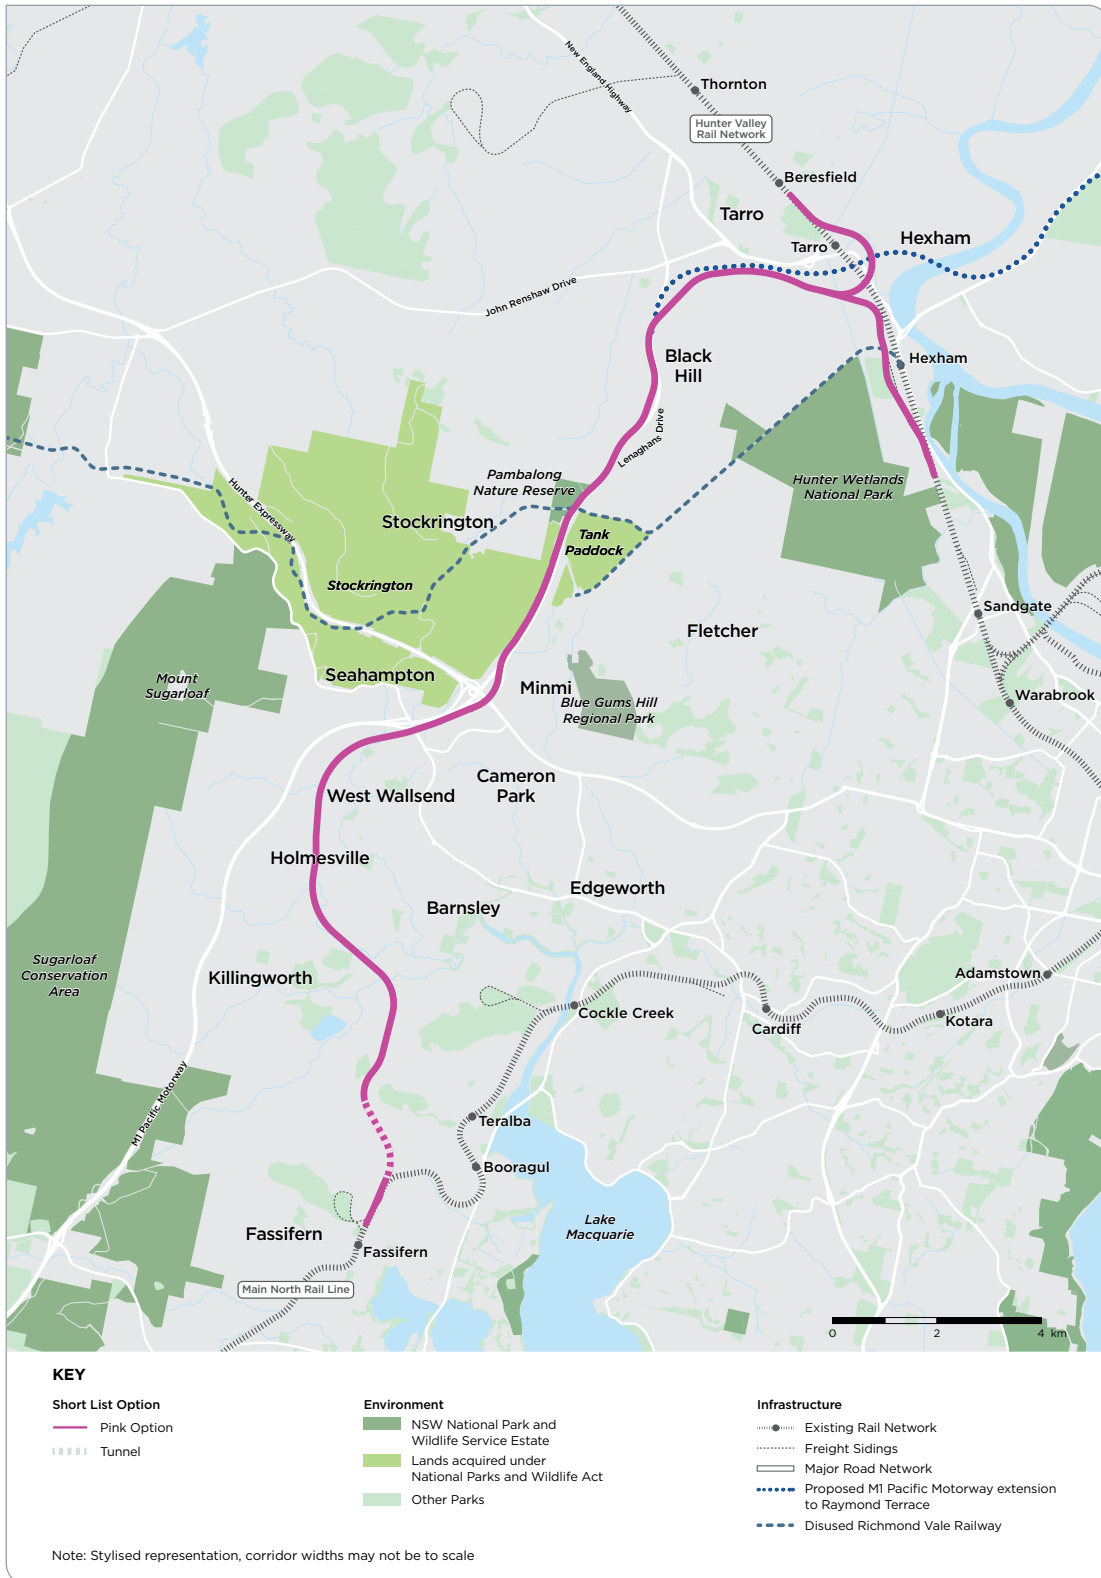 New England Highway
Thornton
Hunter Valley
Rail Network
Beresfield
Tarro
Tarro
Hexham
John Renshaw Drive
Black
Hill
Hexham
Lenaghans Drive
Pambalong
Nature Reserve
Hunter Wetlands
National Park
Hunter Expressway
Stockrington
Tank
Paddock
Stockrington
Sandgate
Fletcher
Mount
Sugarloaf
Seahampton
Minmi
Blue Gums Hill
Regional Park
Warabrook
Cameron
Park
West Wallsend
Holmesville
Edgeworth
Barnsley
Sugarloaf
Conservation
Area
Killingworth
Adamstown
Cockle Creek
Cardiff
Kotara
M1 Pacific Motorway
Teralba
Booragul
Lake
Macquarie
Fassifern
Fassifern
Main North Rail Line
0 2 4 km
KEY
Short List Option
Pink Option
Tunnel
Environment
NSW National Park and
Wildlife Service Estate
Lands acquired under
National Parks and Wildlife Act
Other Parks
Infrastructure
Existing Rail Network
Freight Sidings
Major Road Network
Proposed M1 Pacific Motorway extension
to Raymond Terrace
Disused Richmond Vale Railway
Note: Stylised representation, corridor widths may not be to scale